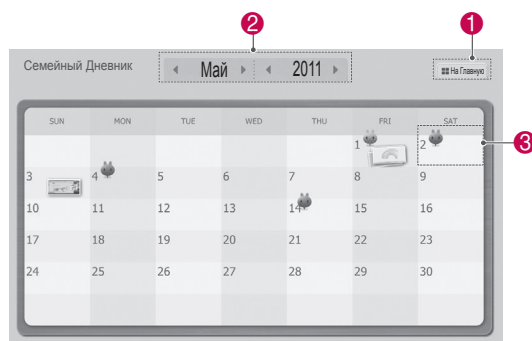 2 1
Семейный Дневник Май 2011 На Главную
SUN MON TUE WED THU FRI SAT
1 2 3
3 4 5 6 7 8 9
10 11 12 13 14 15 16
17 18 19 20 21 22 23
24 25 26 27 28 29 30